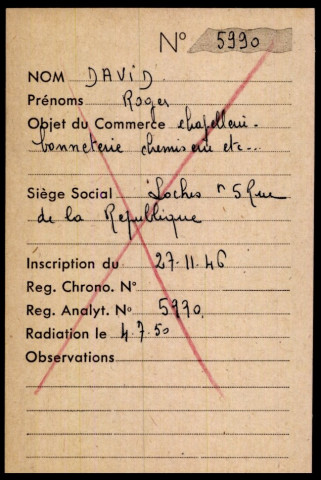 N° 5990
NOM DAVID
Prénoms Roger
Objet du Commerce chapellerie-
bonneterie chemiserie etc...
Siège Social Loches n° 5 Rue
de la République
Inscription du 27.11.46
Reg. Chrono. N°
Reg. Analyt. N° 5990
Radiation le 4.7.50
Observations